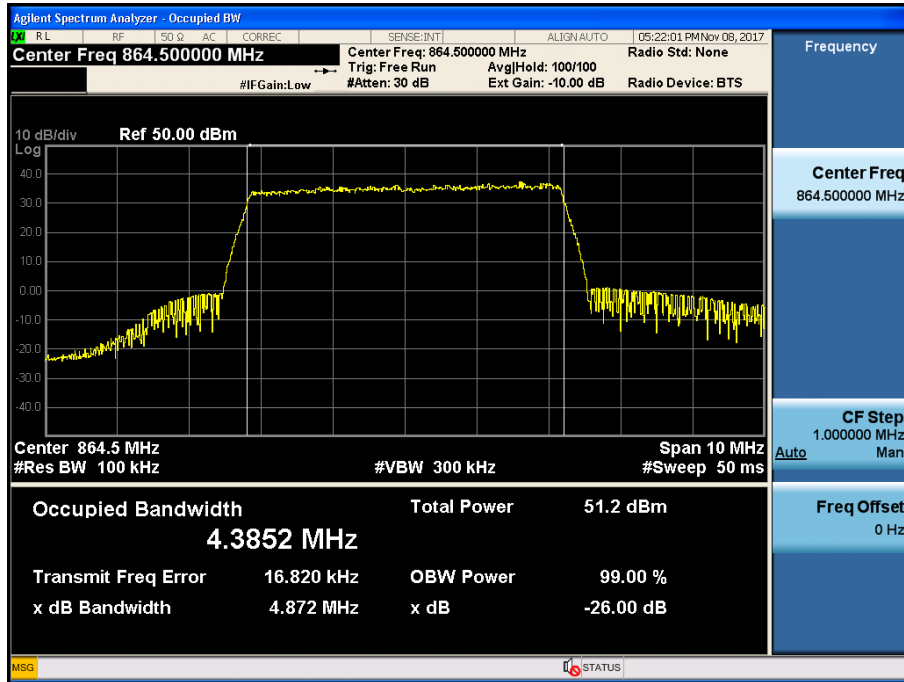 Agilent Spectrum Analyzer - Occupied BW
LXI RL RF 50 Ω AC CORREC SENSE:INT ALIGN AUTO 05:22:01 PM Nov 08, 2017
Center Freq 864.500000 MHz
Center Freq: 864.500000 MHz Radio Std: None
Trig: Free Run Avg|Hold: 100/100
#IFGain:Low #Atten: 30 dB Ext Gain: -10.00 dB Radio Device: BTS
10 dB/div Ref 50.00 dBm
Log
40.0
30.0
20.0
10.0
0.00
-10.0
-20.0
-30.0
-40.0
Center 864.5 MHz Span 10 MHz
#Res BW 100 kHz #VBW 300 kHz #Sweep 50 ms
Occupied Bandwidth Total Power 51.2 dBm
4.3852 MHz
Transmit Freq Error 16.820 kHz OBW Power 99.00 %
x dB Bandwidth 4.872 MHz x dB -26.00 dB
MSG STATUS
Frequency
Center Freq
864.500000 MHz
CF Step
1.000000 MHz
Auto Man
Freq Offset
0 Hz